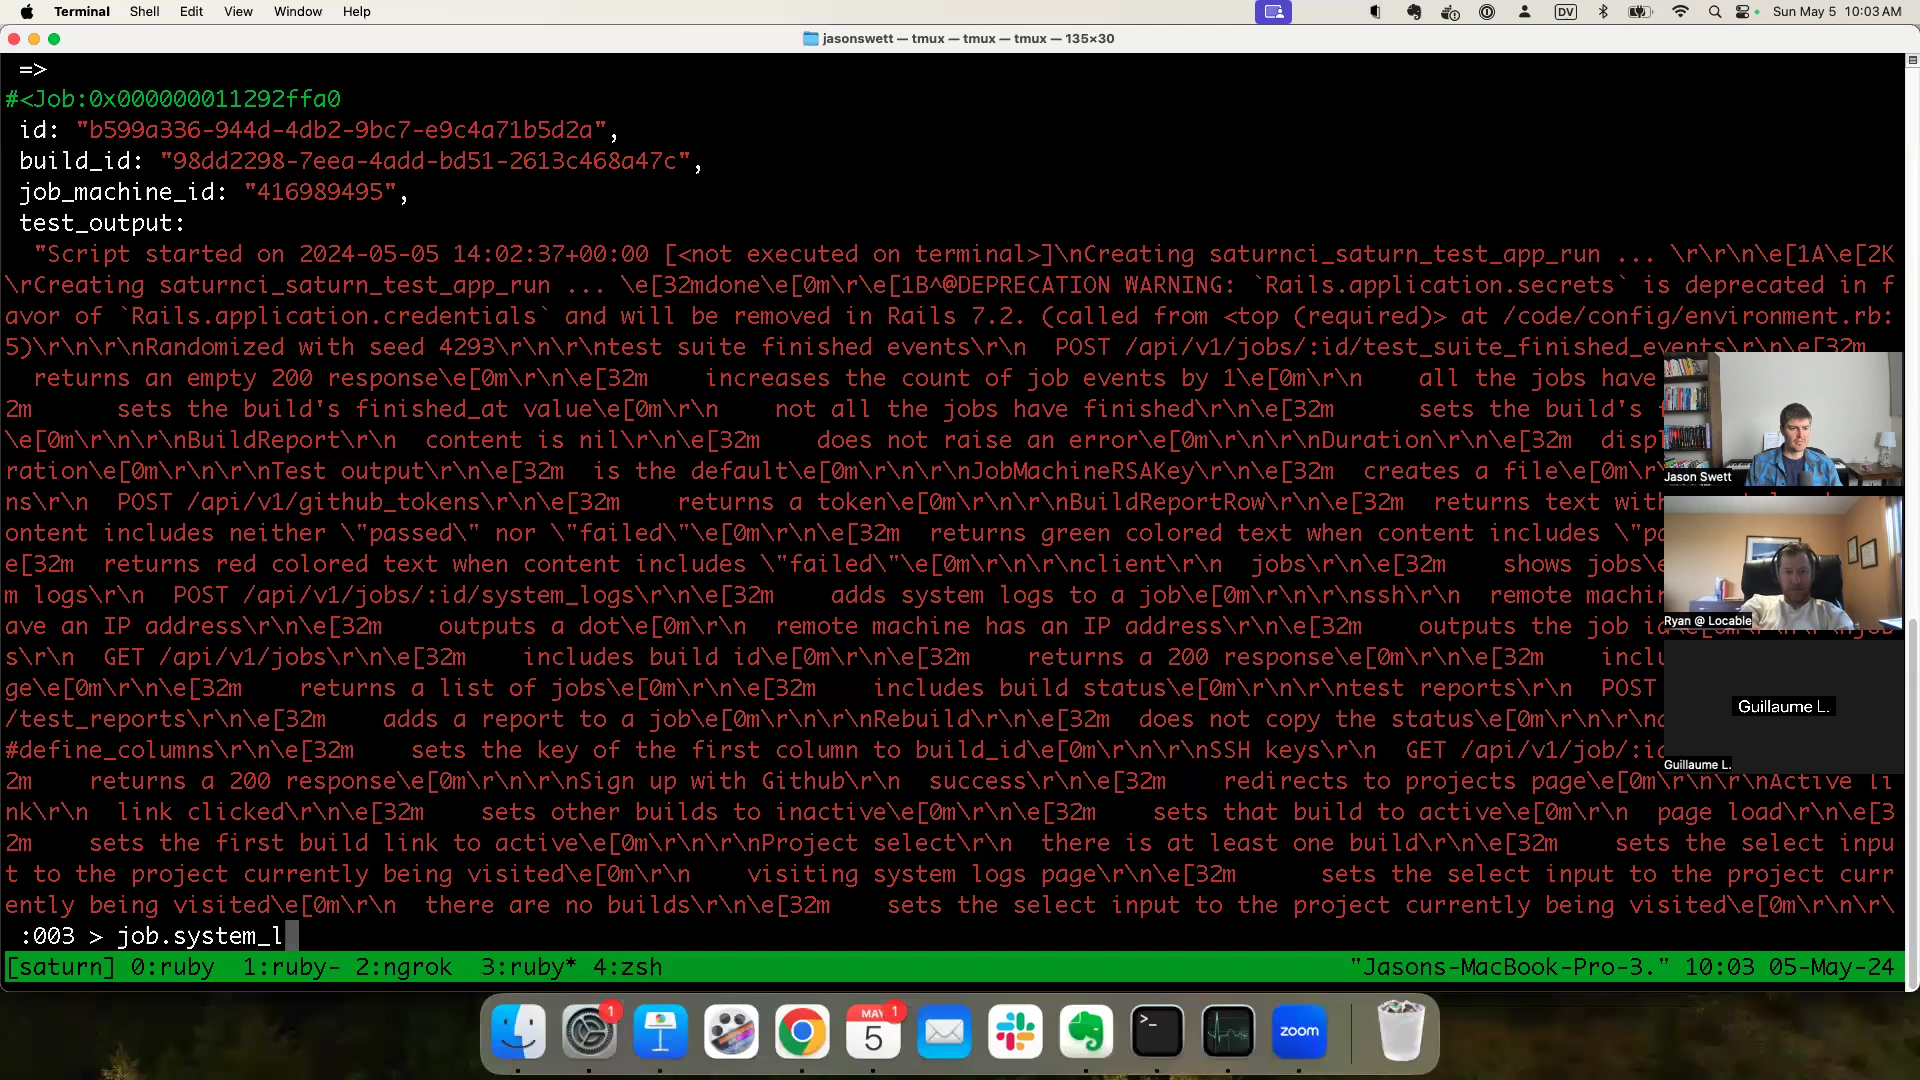 Terminal Shell Edit View Window Help DV Sun May 5 10:03 AM
jasonswett — tmux — tmux — tmux — 135×30
=>
#<Job:0x000000011292ffa0
id: "b599a336-944d-4db2-9bc7-e9c4a71b5d2a",
build_id: "98dd2298-7eea-4add-bd51-2613c468a47c",
job_machine_id: "416989495",
test_output:
"Script started on 2024-05-05 14:02:37+00:00 [<not executed on terminal>]\nCreating saturnci_saturn_test_app_run ... \r\r\n\e[1A\e[2K
\rCreating saturnci_saturn_test_app_run ... \e[32mdone\e[0m\r\e[1B^@DEPRECATION WARNING: `Rails.application.secrets` is deprecated in f
avor of `Rails.application.credentials` and will be removed in Rails 7.2. (called from <top (required)> at /code/config/environment.rb:
5)\r\n\r\nRandomized with seed 4293\r\n\r\ntest suite finished events\r\n  POST /api/v1/jobs/:id/test_suite_finished_events\r\n\e[32m
returns an empty 200 response\e[0m\r\n\e[32m    increases the count of job events by 1\e[0m\r\n    all the jobs have
2m      sets the build's finished_at value\e[0m\r\n    not all the jobs have finished\r\n\e[32m      sets the build's
\e[0m\r\n\r\nBuildReport\r\n  content is nil\r\n\e[32m    does not raise an error\e[0m\r\n\r\nDuration\r\n\e[32m  disp
ration\e[0m\r\n\r\nTest output\r\n\e[32m  is the default\e[0m\r\n\r\nJobMachineRSAKey\r\n\e[32m  creates a file\e[0m\r
ns\r\n  POST /api/v1/github_tokens\r\n\e[32m    returns a token\e[0m\r\n\r\nBuildReportRow\r\n\e[32m  returns text with
ontent includes neither \"passed\" nor \"failed\"\e[0m\r\n\e[32m  returns green colored text when content includes \"pa
e[32m  returns red colored text when content includes \"failed\"\e[0m\r\n\r\nclient\r\n  jobs\r\n\e[32m    shows jobs\
m logs\r\n  POST /api/v1/jobs/:id/system_logs\r\n\e[32m    adds system logs to a job\e[0m\r\n\r\nssh\r\n  remote machin
ave an IP address\r\n\e[32m    outputs a dot\e[0m\r\n  remote machine has an IP address\r\n\e[32m    outputs the job id\e[0m\r\n\r\njob
s\r\n  GET /api/v1/jobs\r\n\e[32m    includes build id\e[0m\r\n\e[32m    returns a 200 response\e[0m\r\n\e[32m    inclu
ge\e[0m\r\n\e[32m    returns a list of jobs\e[0m\r\n\e[32m    includes build status\e[0m\r\n\r\ntest reports\r\n  POST
/test_reports\r\n\e[32m    adds a report to a job\e[0m\r\n\r\nRebuild\r\n\e[32m  does not copy the status\e[0m\r\n\r\n
#define_columns\r\n\e[32m    sets the key of the first column to build_id\e[0m\r\n\r\nSSH keys\r\n  GET /api/v1/job/:id
2m    returns a 200 response\e[0m\r\n\r\nSign up with Github\r\n  success\r\n\e[32m    redirects to projects page\e[0m\r\n\r\nActive li
nk\r\n  link clicked\r\n\e[32m    sets other builds to inactive\e[0m\r\n\e[32m    sets that build to active\e[0m\r\n  page load\r\n\e[3
2m    sets the first build link to active\e[0m\r\n\r\nProject select\r\n  there is at least one build\r\n\e[32m    sets the select inpu
t to the project currently being visited\e[0m\r\n    visiting system logs page\r\n\e[32m      sets the select input to the project curr
ently being visited\e[0m\r\n  there are no builds\r\n\e[32m    sets the select input to the project currently being visited\e[0m\r\n\r\
:003 > job.system_l
[saturn] 0:ruby  1:ruby- 2:ngrok  3:ruby* 4:zsh "Jasons-MacBook-Pro-3." 10:03 05-May-24
Jason Swett
Ryan @ Locable
Guillaume L.
Guillaume L.
1
MAY 1
5
>_
zoom